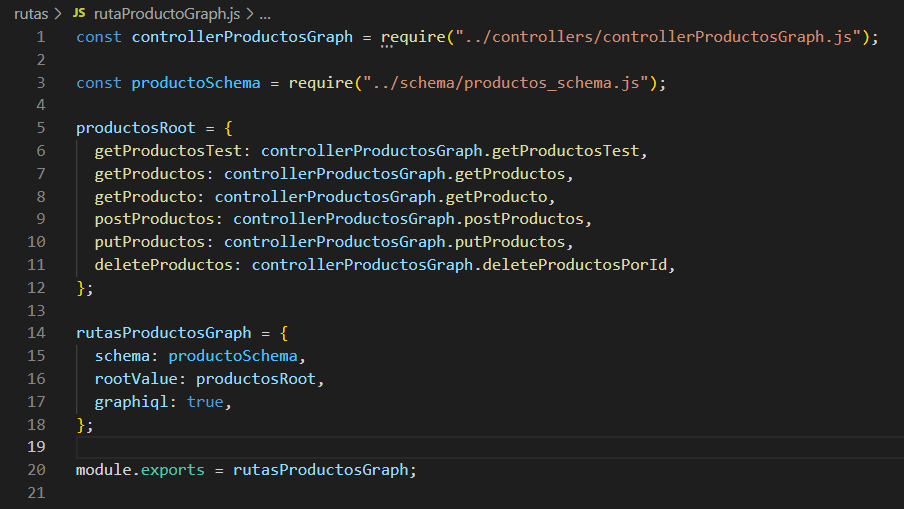 rutas > JS rutaProductoGraph.js > ...
1 const controllerProductosGraph = require("../controllers/controllerProductosGraph.js");
2
3 const productoSchema = require("../schema/productos_schema.js");
4
5 productosRoot = {
6   getProductosTest: controllerProductosGraph.getProductosTest,
7   getProductos: controllerProductosGraph.getProductos,
8   getProducto: controllerProductosGraph.getProducto,
9   postProductos: controllerProductosGraph.postProductos,
10   putProductos: controllerProductosGraph.putProductos,
11   deleteProductos: controllerProductosGraph.deleteProductosPorId,
12 };
13
14 rutasProductosGraph = {
15   schema: productoSchema,
16   rootValue: productosRoot,
17   graphiql: true,
18 };
19
20 module.exports = rutasProductosGraph;
21